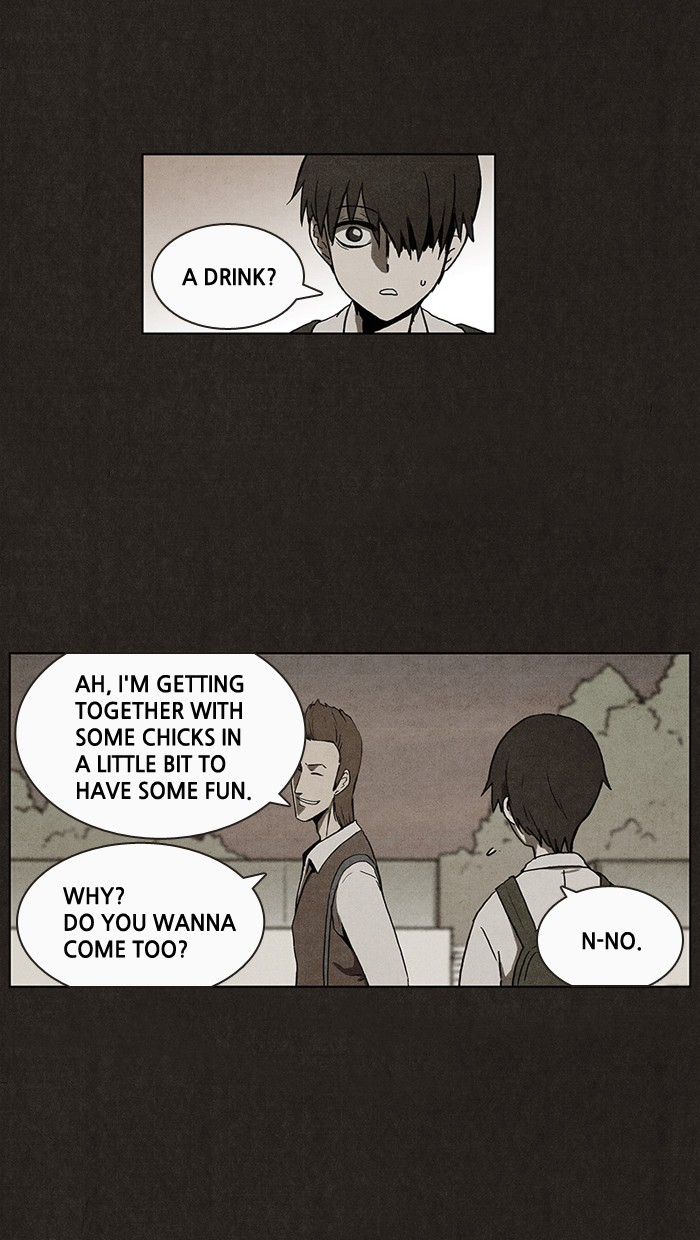 A DRINK?
AH, I'M GETTING
TOGETHER WITH
SOME CHICKS IN
A LITTLE BIT TO
HAVE SOME FUN.
WHY?
DO YOU WANNA
COME TOO?
N-NO.